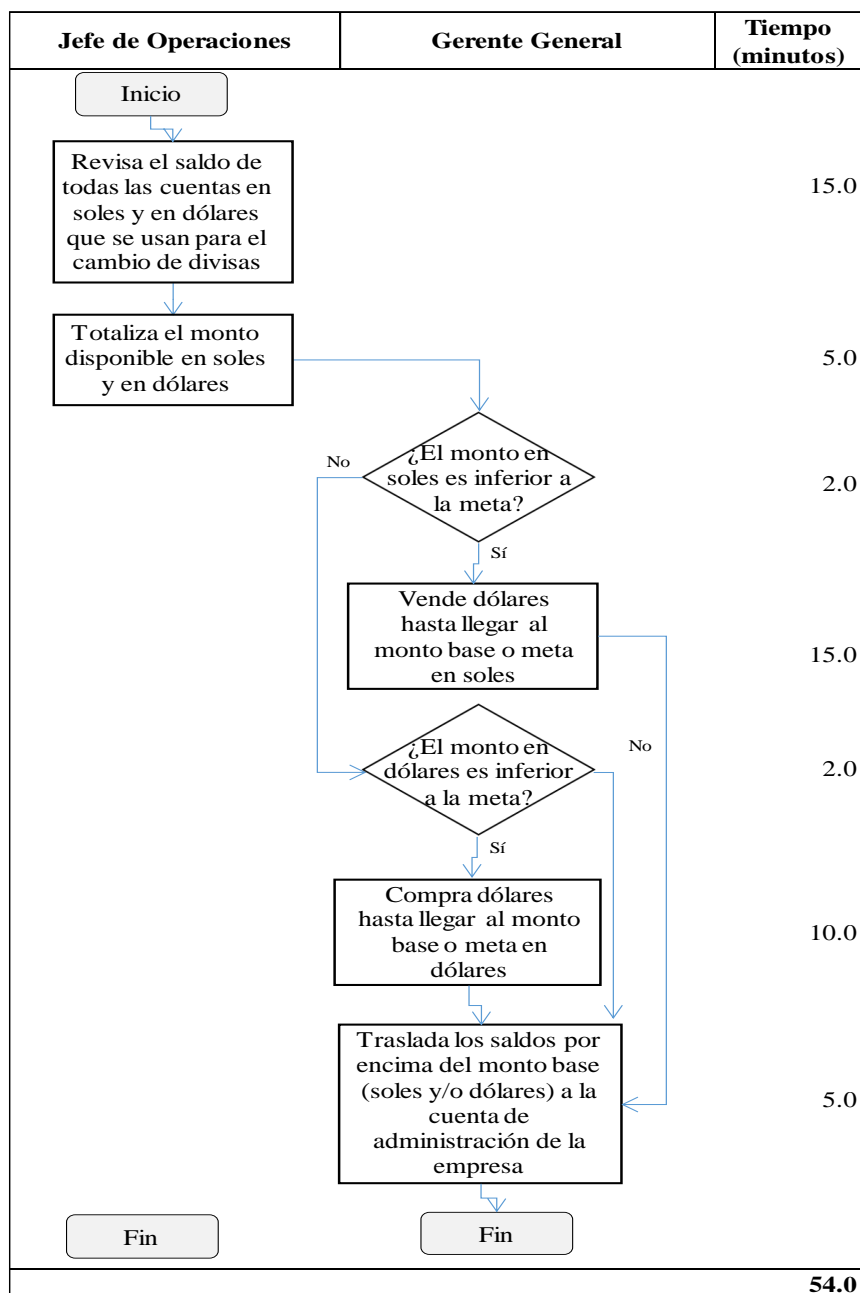 Jefe de Operaciones
Gerente General
Tiempo
(minutos)
Inicio
Revisa el saldo de
todas las cuentas en
soles y en dólares
que se usan para el
cambio de divisas
15.0
Totaliza el monto
disponible en soles
y en dólares
5.0
¿El monto en
soles es inferior a
la meta?
No
2.0
Sí
Vende dólares
hasta llegar al
monto base o meta
en soles
15.0
¿El monto en
dólares es inferior
a la meta?
No
2.0
Sí
Compra dólares
hasta llegar al monto
base o meta en
dólares
10.0
Traslada los saldos por
encima del monto base
(soles y/o dólares) a la
cuenta de
administración de la
empresa
5.0
Fin
Fin
54.0